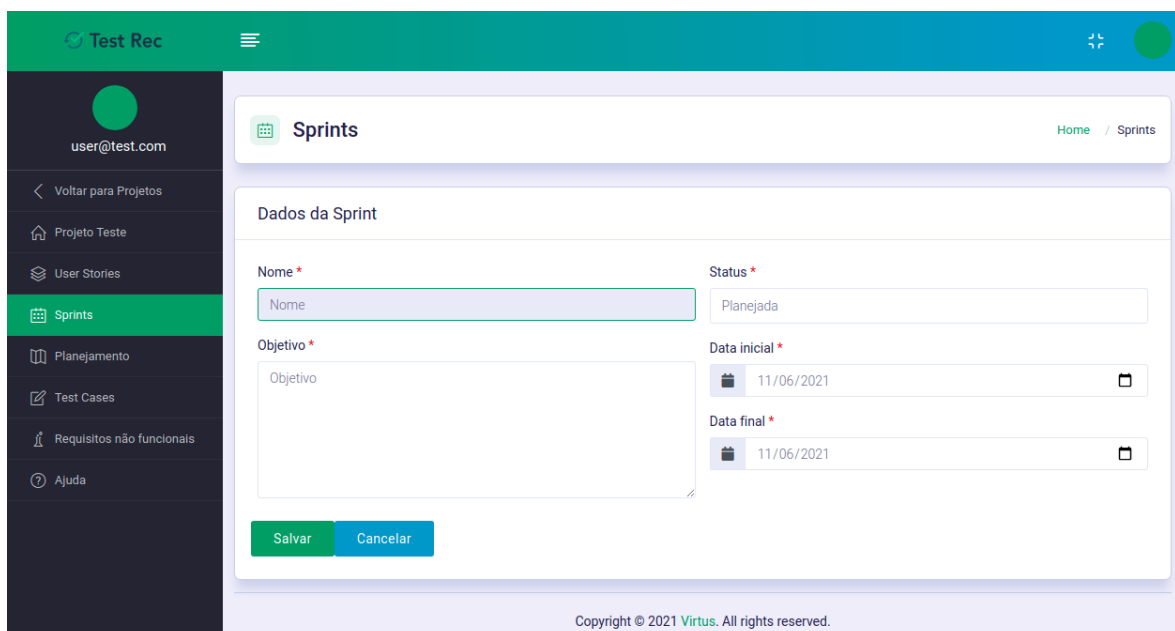 Test Rec
user@test.com
Voltar para Projetos
Projeto Teste
User Stories
Sprints
Planejamento
Test Cases
Requisitos não funcionais
Ajuda
Sprints
Home / Sprints
Dados da Sprint
Nome *
Nome
Objetivo *
Objetivo
Status *
Planejada
Data inicial *
11/06/2021
Data final *
11/06/2021
Salvar
Cancelar
Copyright © 2021 Virtus. All rights reserved.